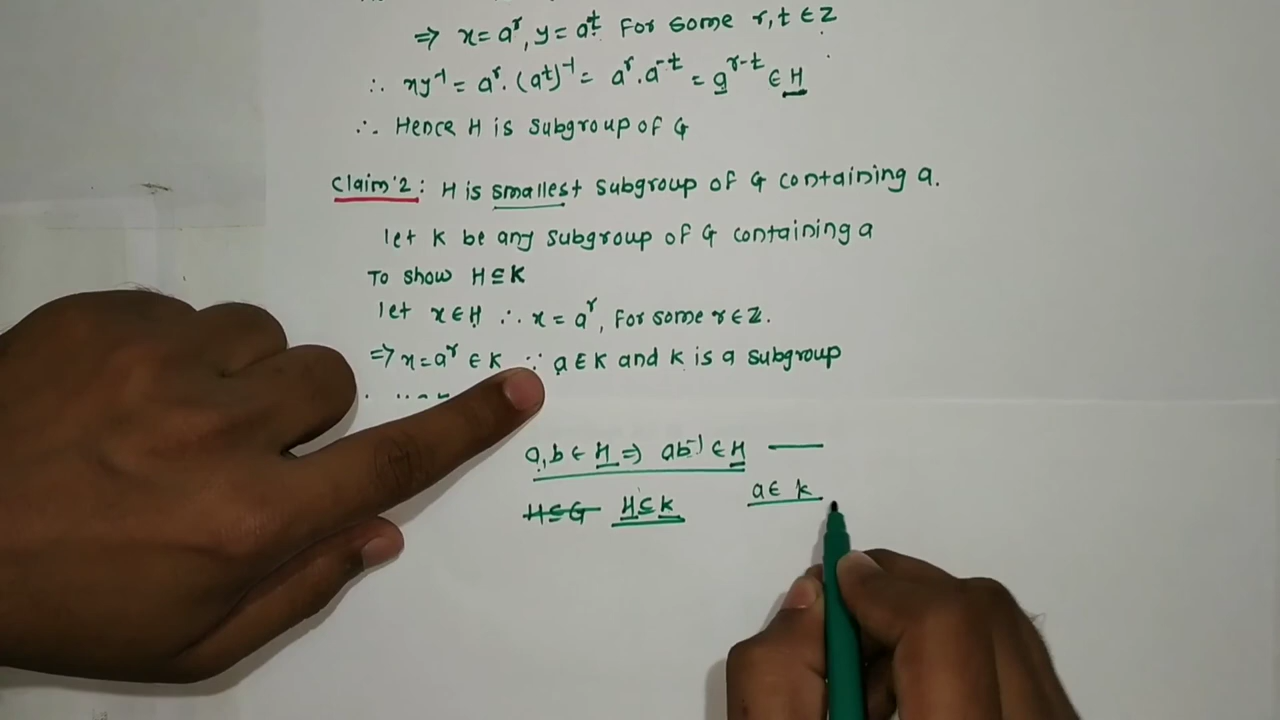 ⇒ x = a^r, y = a^t For some r, t ∈ Z
∴ xy^-1 = a^r · (a^t)^-1 = a^r · a^-t = a^r-t ∈ H
∴ Hence H is subgroup of G
Claim 2: H is smallest subgroup of G containing a.
let K be any subgroup of G containing a
To show H ⊆ K
let x ∈ H ∴ x = a^r, For some r ∈ Z.
⇒ x = a^r ∈ K ∵ a ∈ K and K is a subgroup
a, b ∈ H ⇒ ab^-1 ∈ H —
H ⊆ G H ⊆ K a ∈ K